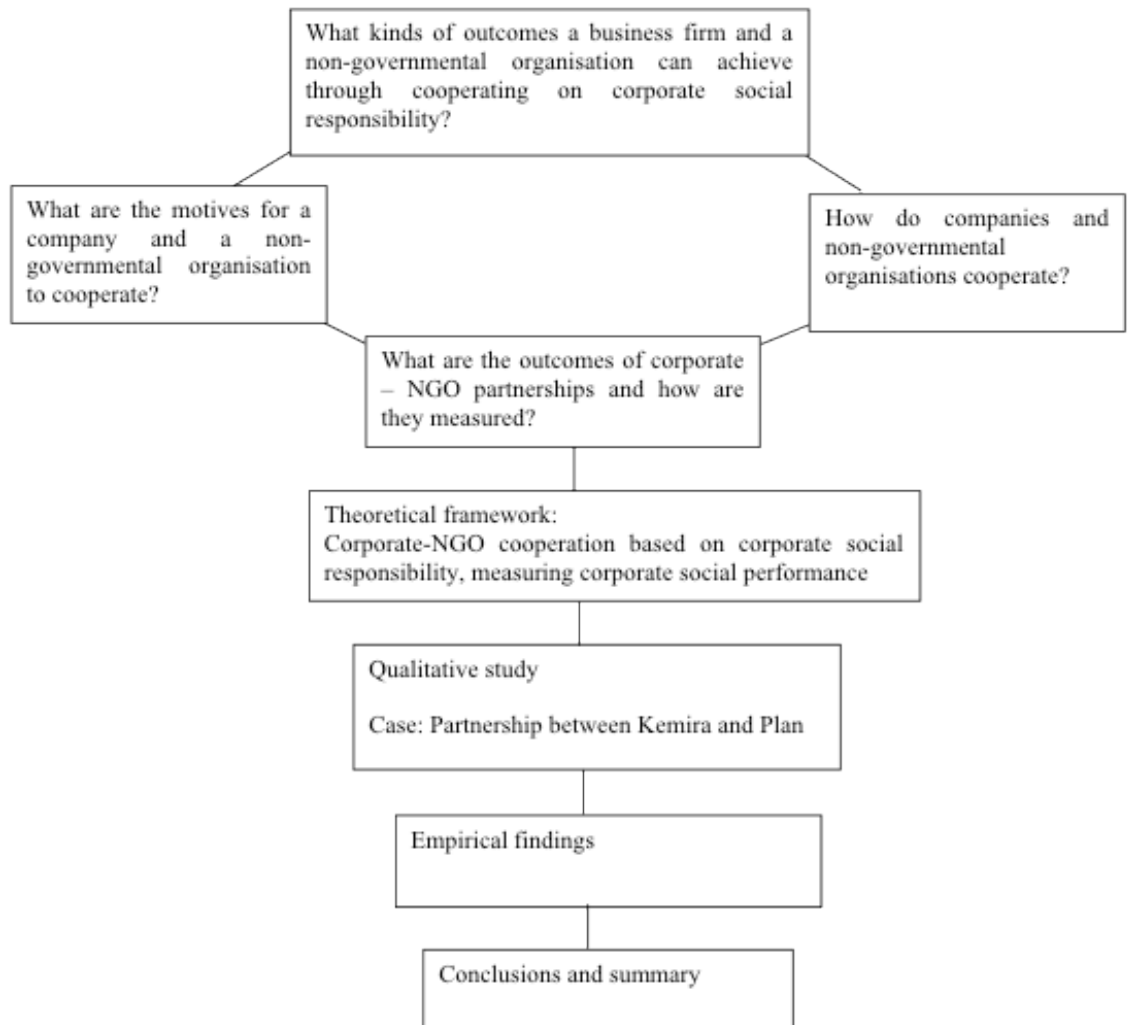 What kinds of outcomes a business firm and a
non-governmental organisation can achieve
through cooperating on corporate social
responsibility?
What are the motives for a
company and a non-
governmental organisation
to cooperate?
How do companies and
non-governmental
organisations cooperate?
What are the outcomes of corporate
– NGO partnerships and how are
they measured?
Theoretical framework:
Corporate-NGO cooperation based on corporate social
responsibility, measuring corporate social performance
Qualitative study
Case: Partnership between Kemira and Plan
Empirical findings
Conclusions and summary